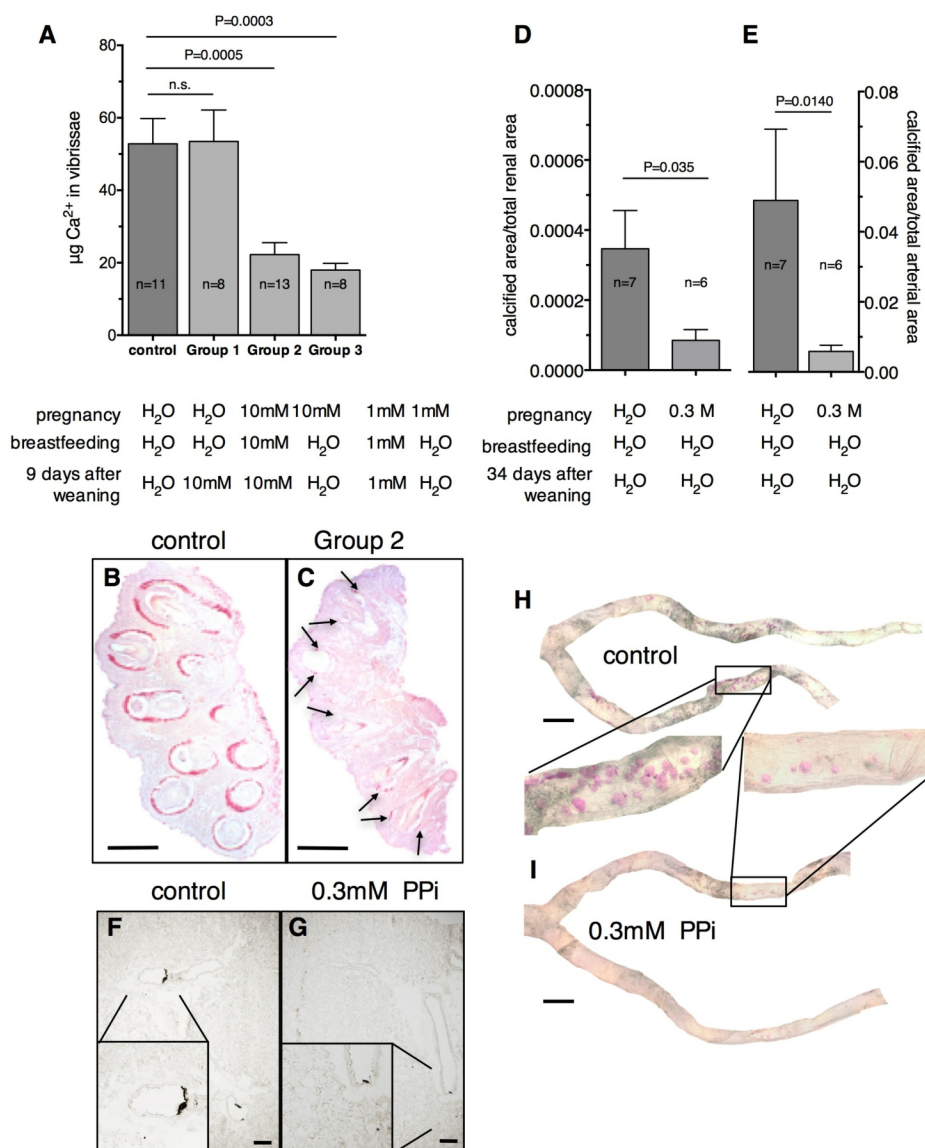 A
P=0.0003
P=0.0005
n.s.
µg Ca2+ in vibrissae
80
60
40
20
0
n=11
n=8
n=13
n=8
control
Group 1
Group 2
Group 3
pregnancy H2O H2O 10mM 10mM 1mM 1mM
breastfeeding H2O H2O 10mM H2O 1mM H2O
9 days after
weaning
H2O 10mM 10mM H2O 1mM H2O
D
calcified area/total renal area
0.0008
0.0006
0.0004
0.0002
0.0000
P=0.035
n=7
n=6
E
P=0.0140
n=7
n=6
0.08
0.06
0.04
0.02
0.00
calcified area/total arterial area
pregnancy H2O 0.3 M H2O 0.3 M
breastfeeding H2O H2O H2O H2O
34 days after
weaning
H2O H2O H2O H2O
control
Group 2
B
C
control
0.3mM PPi
F
G
H
control
I
0.3mM PPi